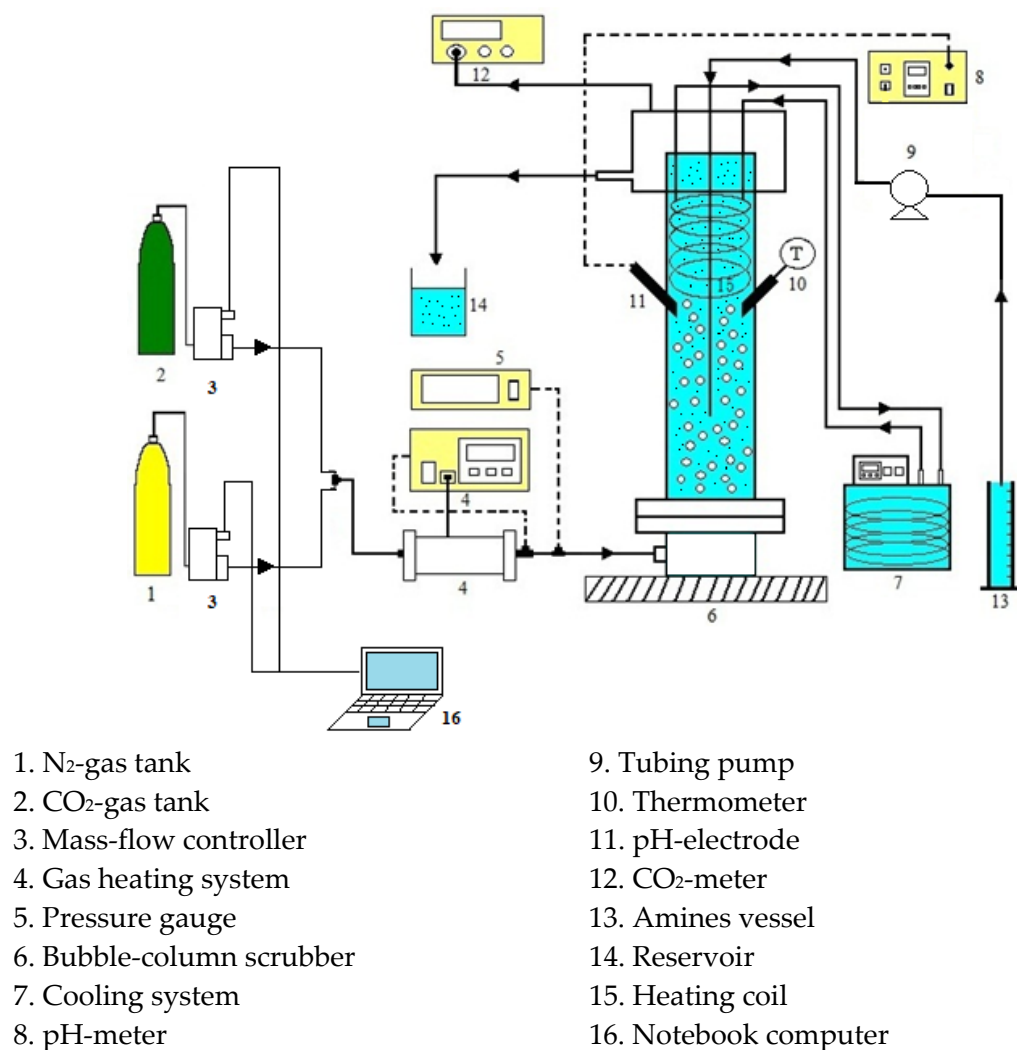 12
8
9
T
10
11
15
14
2
3
5
4
4
1
3
6
7
13
16
1. N₂-gas tank
2. CO₂-gas tank
3. Mass-flow controller
4. Gas heating system
5. Pressure gauge
6. Bubble-column scrubber
7. Cooling system
8. pH-meter
9. Tubing pump
10. Thermometer
11. pH-electrode
12. CO₂-meter
13. Amines vessel
14. Reservoir
15. Heating coil
16. Notebook computer